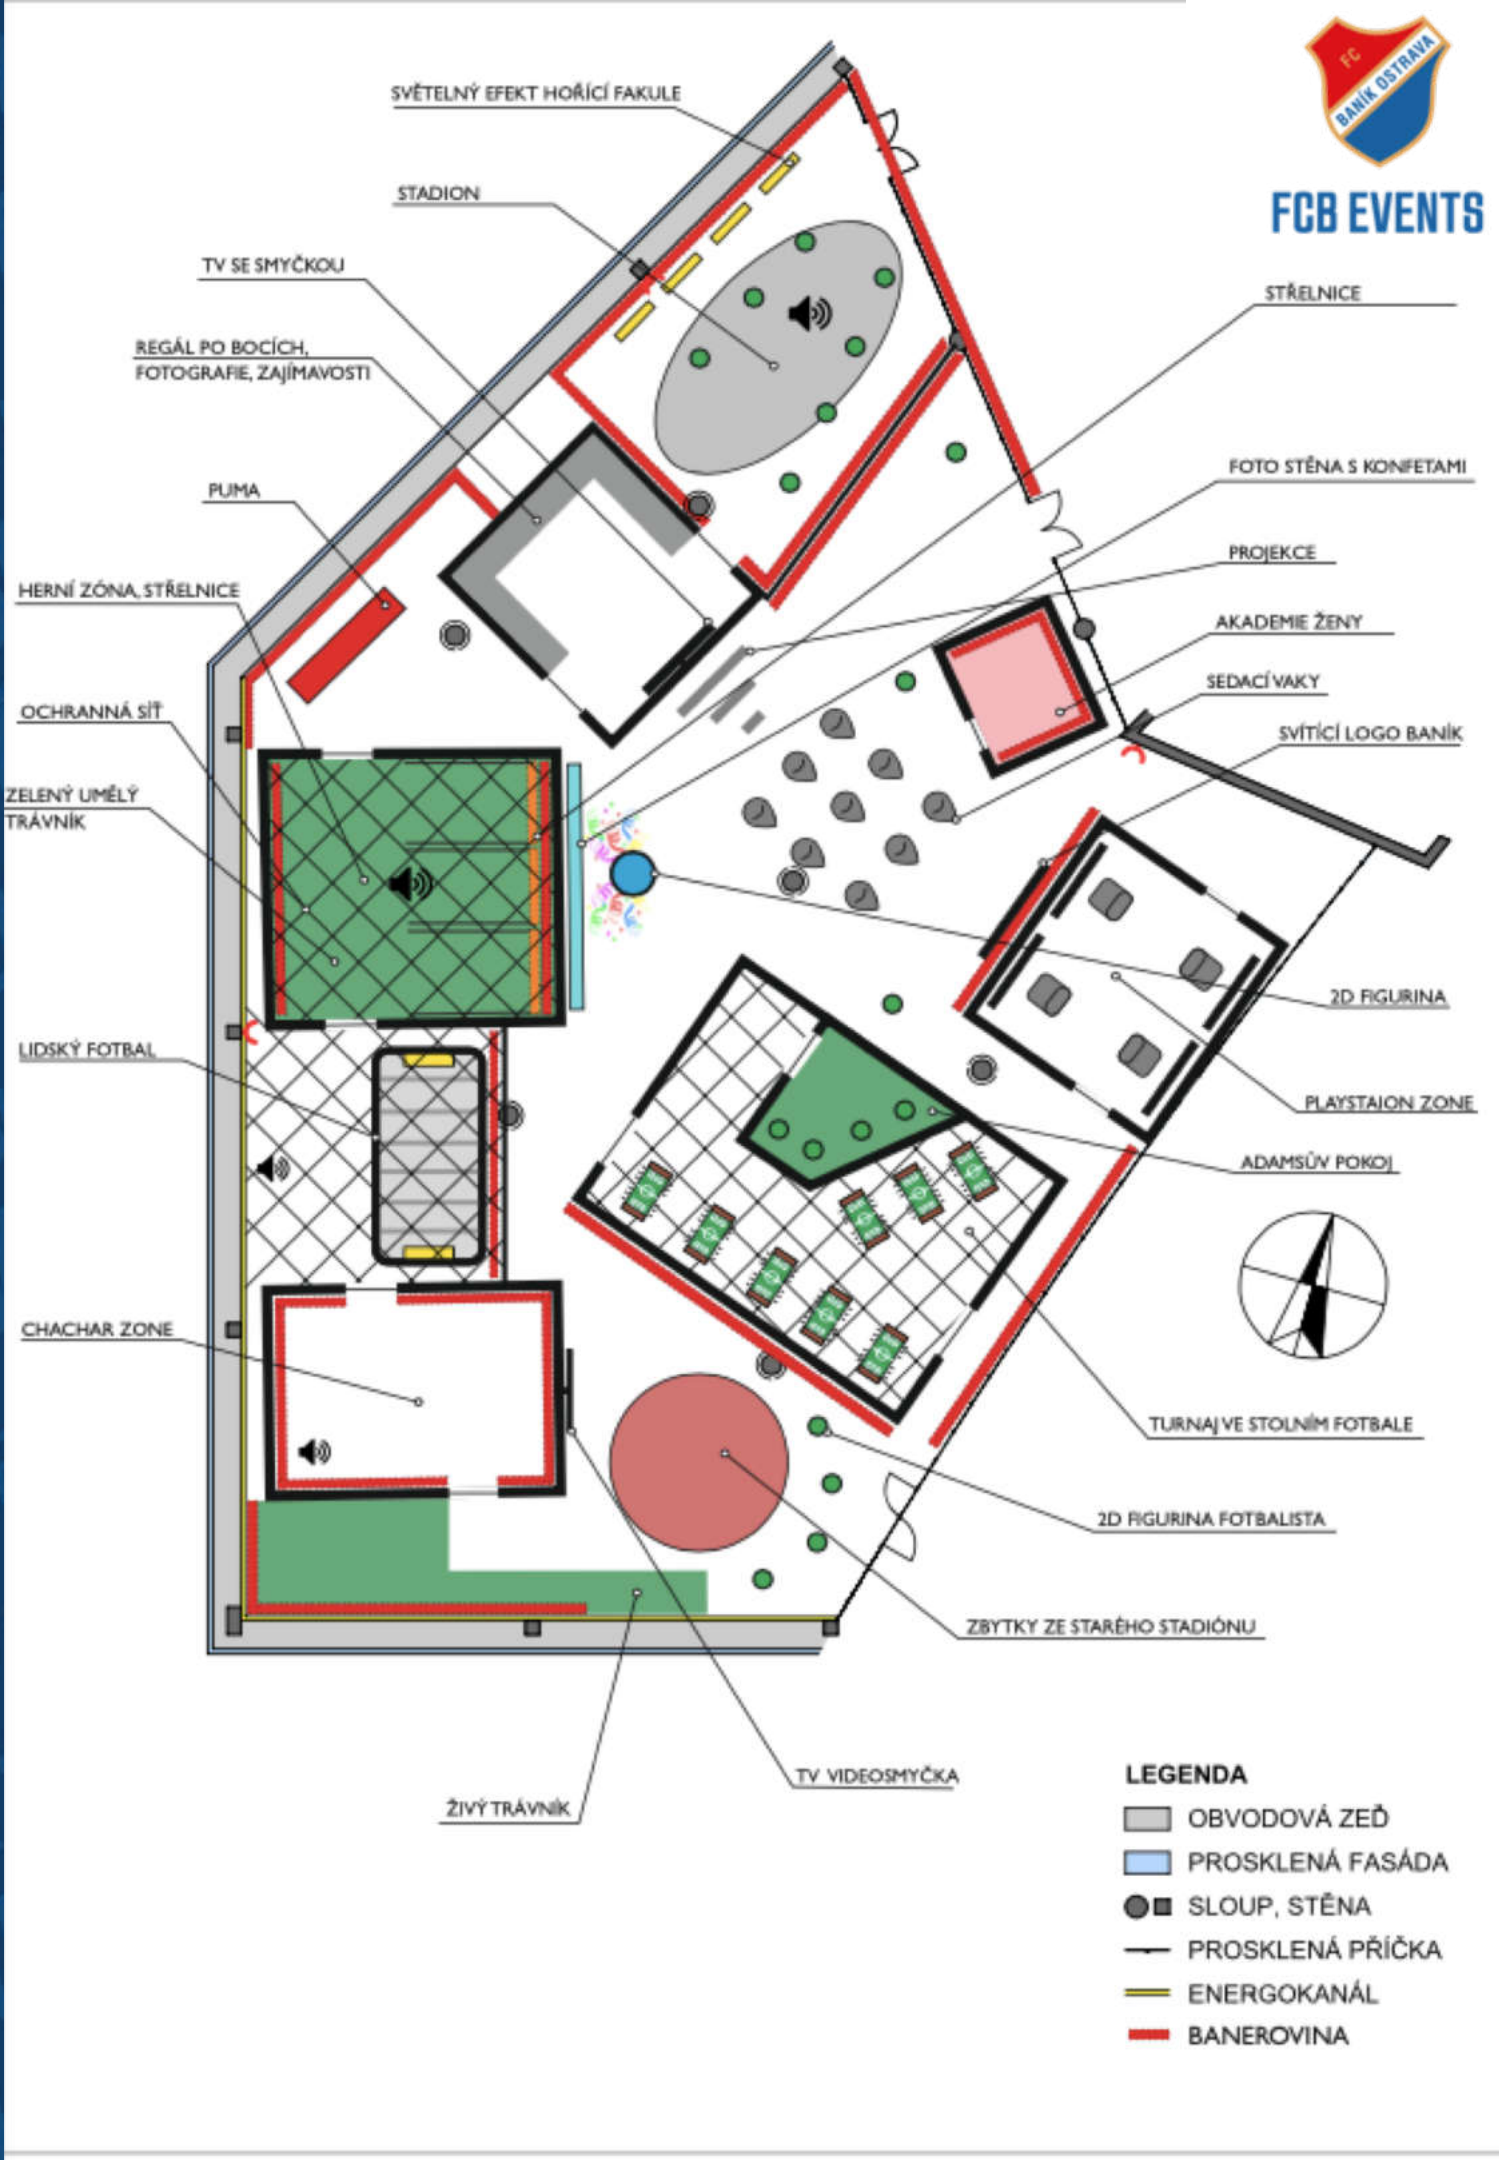 FC
BANÍK OSTRAVA
FCB EVENTS
SVĚTELNÝ EFEKT HOŘÍCÍ FAKULE
STADION
TV SE SMYČKOU
REGÁL PO BOCÍCH,
FOTOGRAFIE, ZAJÍMAVOSTI
PUMA
HERNÍ ZÓNA, STŘELNICE
OCHRANNÁ SÍŤ
ZELENÝ UMĚLÝ
TRÁVNÍK
LIDSKÝ FOTBAL
CHACHAR ZONE
STŘELNICE
FOTO STĚNA S KONFETAMI
PROJEKCE
AKADEMIE ŽENY
SEDACÍ VAKY
SVÍTÍCÍ LOGO BANÍK
2D FIGURINA
PLAYSTAION ZONE
ADAMSŮV POKOJ
TURNAJ VE STOLNÍM FOTBALE
2D FIGURINA FOTBALISTA
ZBYTKY ZE STARÉHO STADIÓNU
TV VIDEOSMYČKA
ŽIVÝ TRÁVNÍK
LEGENDA
OBVODOVÁ ZEĎ
PROSKLENÁ FASÁDA
SLOUP, STĚNA
PROSKLENÁ PŘÍČKA
ENERGOKANÁL
BANEROVINA